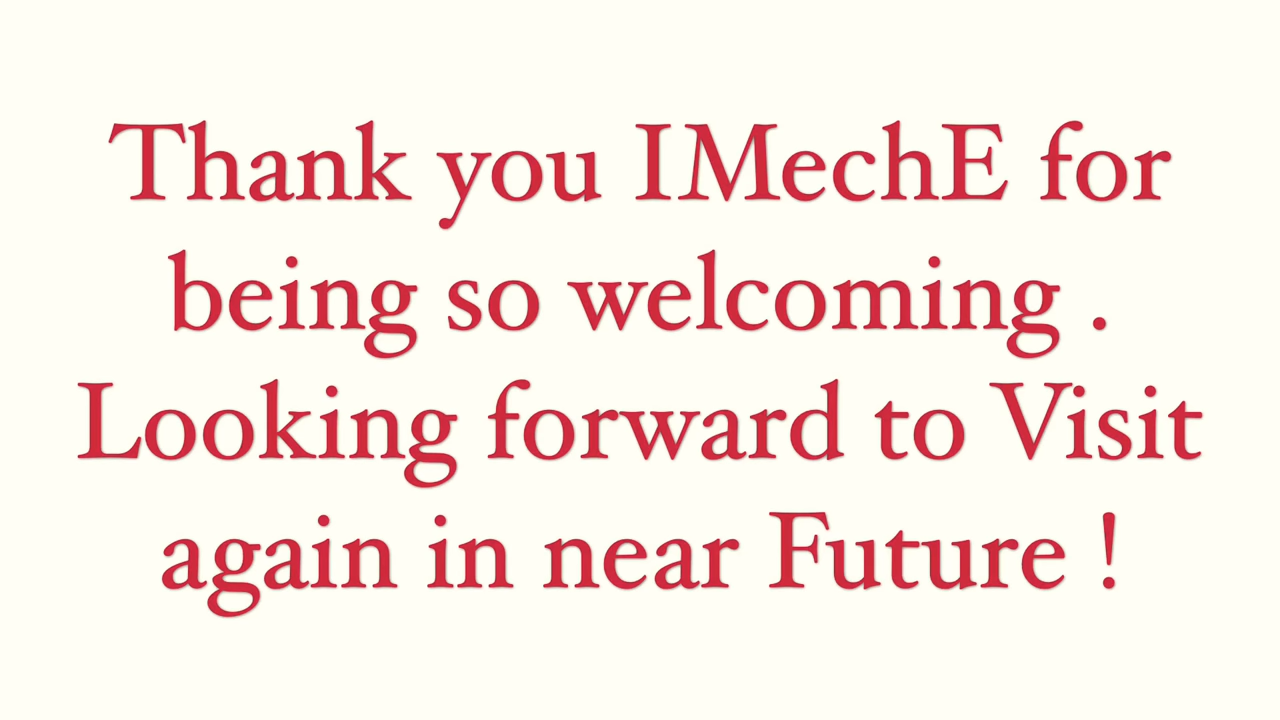 Thank you IMechE for
being so welcoming .
Looking forward to Visit
again in near Future !